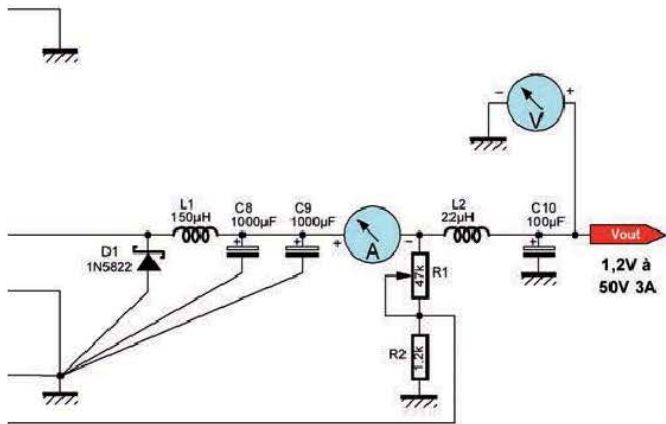 V
- +
L1
150µH
C8
1000µF
C9
1000µF
L2
22µH
C10
100µF
+ + + A - + Vout
D1
1N5822
47k R1
1,2V à
50V 3A
R2 1,2k